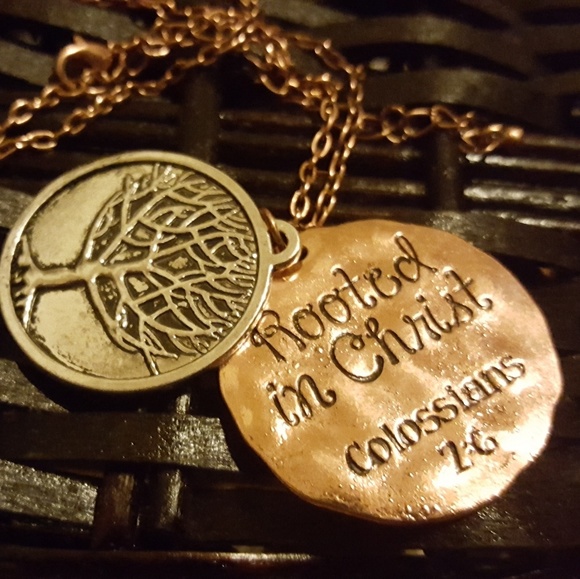 Rooted
in Christ
Colossians
2:6